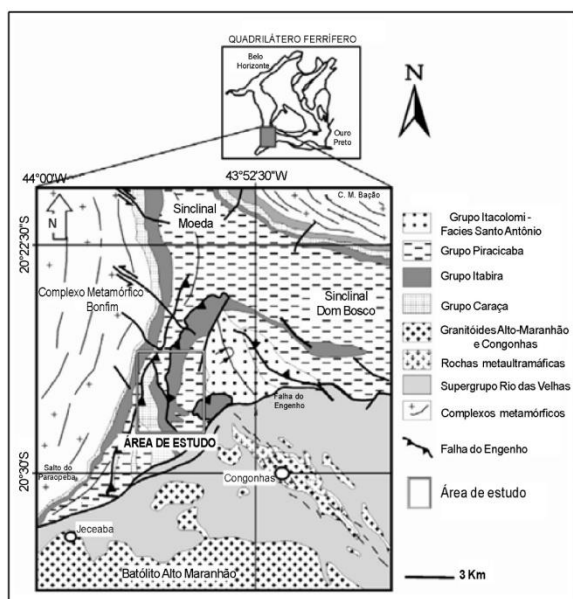 QUADRILÁTERO FERRÍFERO
Belo
Horizonte
Ouro
Preto
N
44°00'W
43°52'30"W
C. M. Bação
N
Sinclinal
Moeda
20°22'30S
Complexo Metamórfico
Bonfim
Sinclinal
Dom Bosco
Falha do
Engenho
ÁREA DE ESTUDO
Salto do
Paraopeba
20°30'S
Congonhas
Jeceaba
Batólito Alto Maranhão
Grupo Itacolomi -
Facies Santo Antônio
Grupo Piracicaba
Grupo Itabira
Grupo Caraça
Granitóides Alto-Maranhão
e Congonhas
Rochas metaultramáficas
Supergrupo Rio das Velhas
Complexos metamórficos
Falha do Engenho
Área de estudo
3 Km